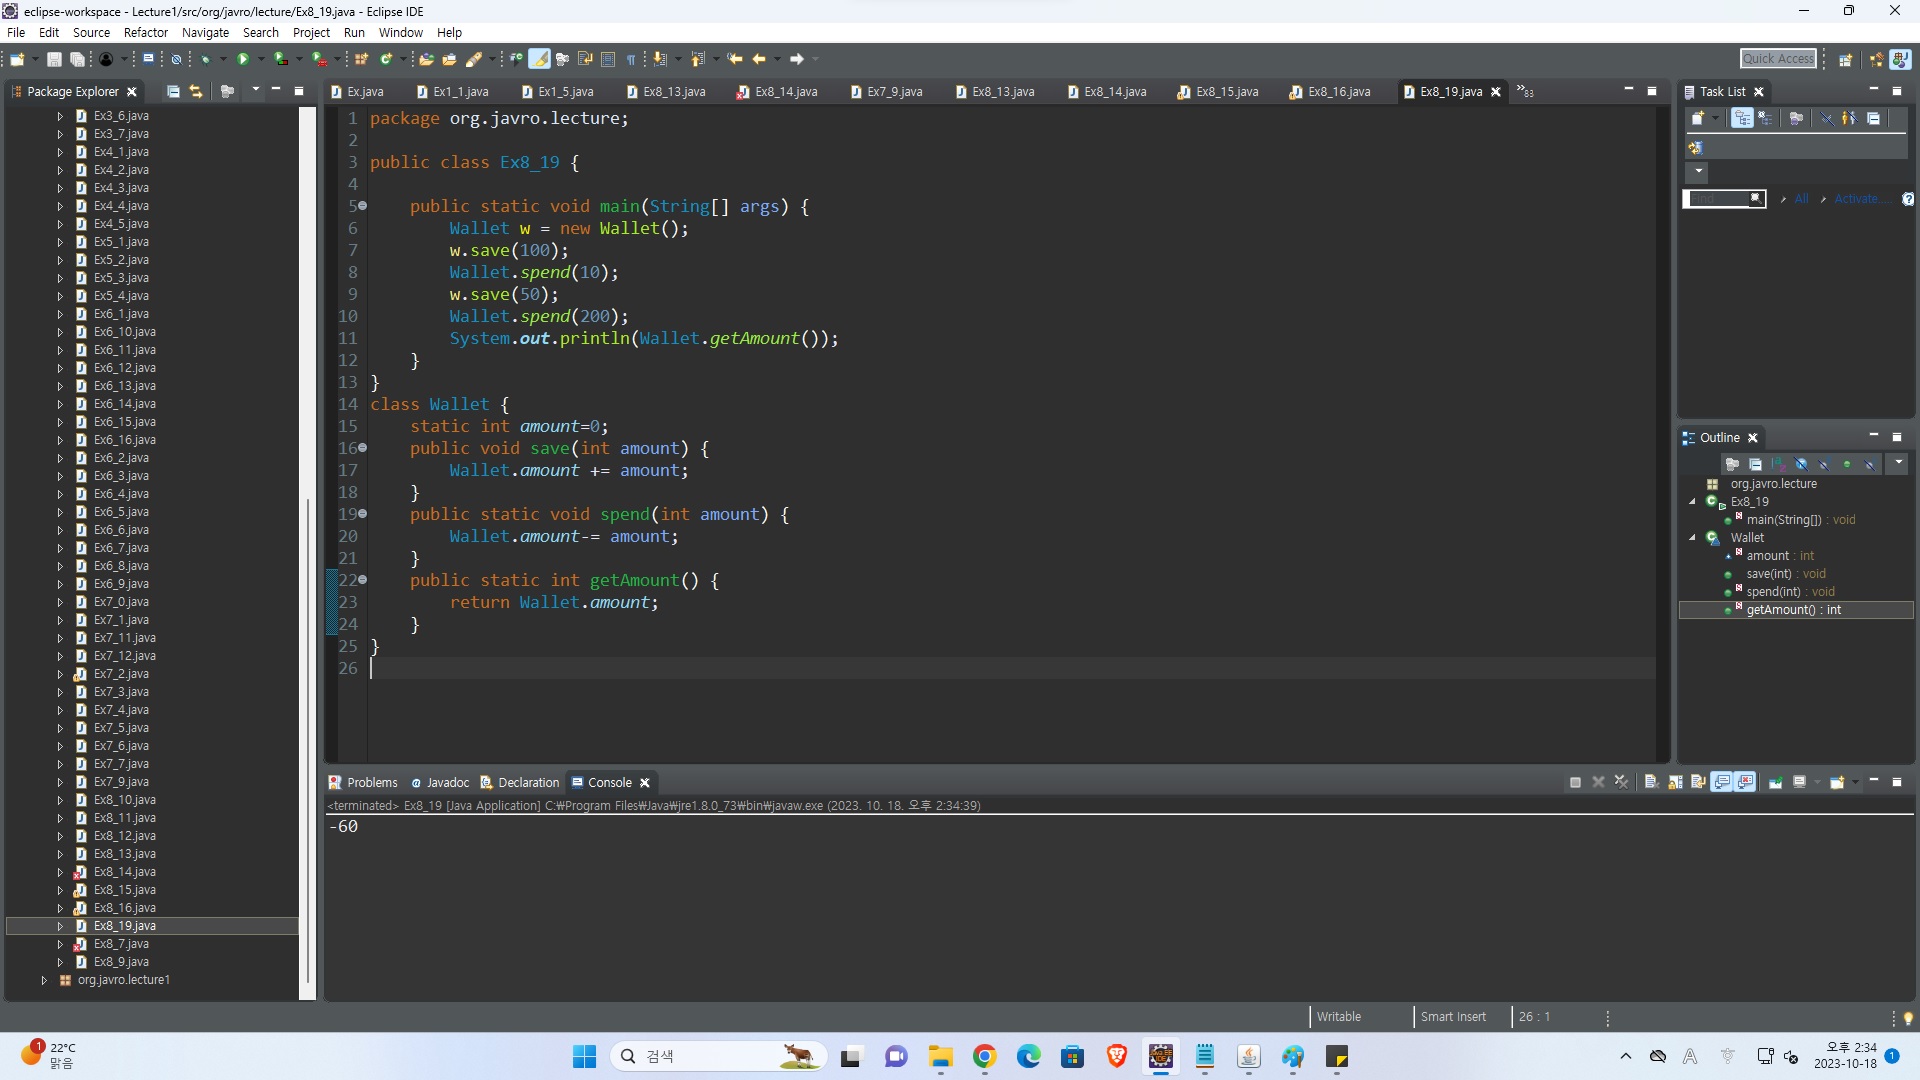 eclipse-workspace - Lecture1/src/org/javro/lecture/Ex8_19.java - Eclipse IDE
File Edit Source Refactor Navigate Search Project Run Window Help
Quick Access
Package Explorer
Ex3_6.java
Ex3_7.java
Ex4_1.java
Ex4_2.java
Ex4_3.java
Ex4_4.java
Ex4_5.java
Ex5_1.java
Ex5_2.java
Ex5_3.java
Ex5_4.java
Ex6_1.java
Ex6_10.java
Ex6_11.java
Ex6_12.java
Ex6_13.java
Ex6_14.java
Ex6_15.java
Ex6_16.java
Ex6_2.java
Ex6_3.java
Ex6_4.java
Ex6_5.java
Ex6_6.java
Ex6_7.java
Ex6_8.java
Ex6_9.java
Ex7_0.java
Ex7_1.java
Ex7_11.java
Ex7_12.java
Ex7_2.java
Ex7_3.java
Ex7_4.java
Ex7_5.java
Ex7_6.java
Ex7_7.java
Ex7_9.java
Ex8_10.java
Ex8_11.java
Ex8_12.java
Ex8_13.java
Ex8_14.java
Ex8_15.java
Ex8_16.java
Ex8_19.java
Ex8_7.java
Ex8_9.java
org.javro.lecture1
Ex.java Ex1_1.java Ex1_5.java Ex8_13.java Ex8_14.java Ex7_9.java Ex8_13.java Ex8_14.java Ex8_15.java Ex8_16.java Ex8_19.java »83
1 package org.javro.lecture;
2
3 public class Ex8_19 {
4
5 public static void main(String[] args) {
6 Wallet w = new Wallet();
7 w.save(100);
8 Wallet.spend(10);
9 w.save(50);
10 Wallet.spend(200);
11 System.out.println(Wallet.getAmount());
12 }
13 }
14 class Wallet {
15 static int amount=0;
16 public void save(int amount) {
17 Wallet.amount += amount;
18 }
19 public static void spend(int amount) {
20 Wallet.amount-= amount;
21 }
22 public static int getAmount() {
23 return Wallet.amount;
24 }
25 }
26
Task List
Find All Activate...
Outline
org.javro.lecture
Ex8_19
main(String[]) : void
Wallet
amount : int
save(int) : void
spend(int) : void
getAmount() : int
Problems @ Javadoc Declaration Console
<terminated> Ex8_19 [Java Application] C:₩Program Files₩Java₩jre1.8.0_73₩bin₩javaw.exe (2023. 10. 18. 오후 2:34:39)
-60
Writable Smart Insert 26 : 1
1 22℃
맑음
검색
A
오후 2:34
2023-10-18
1